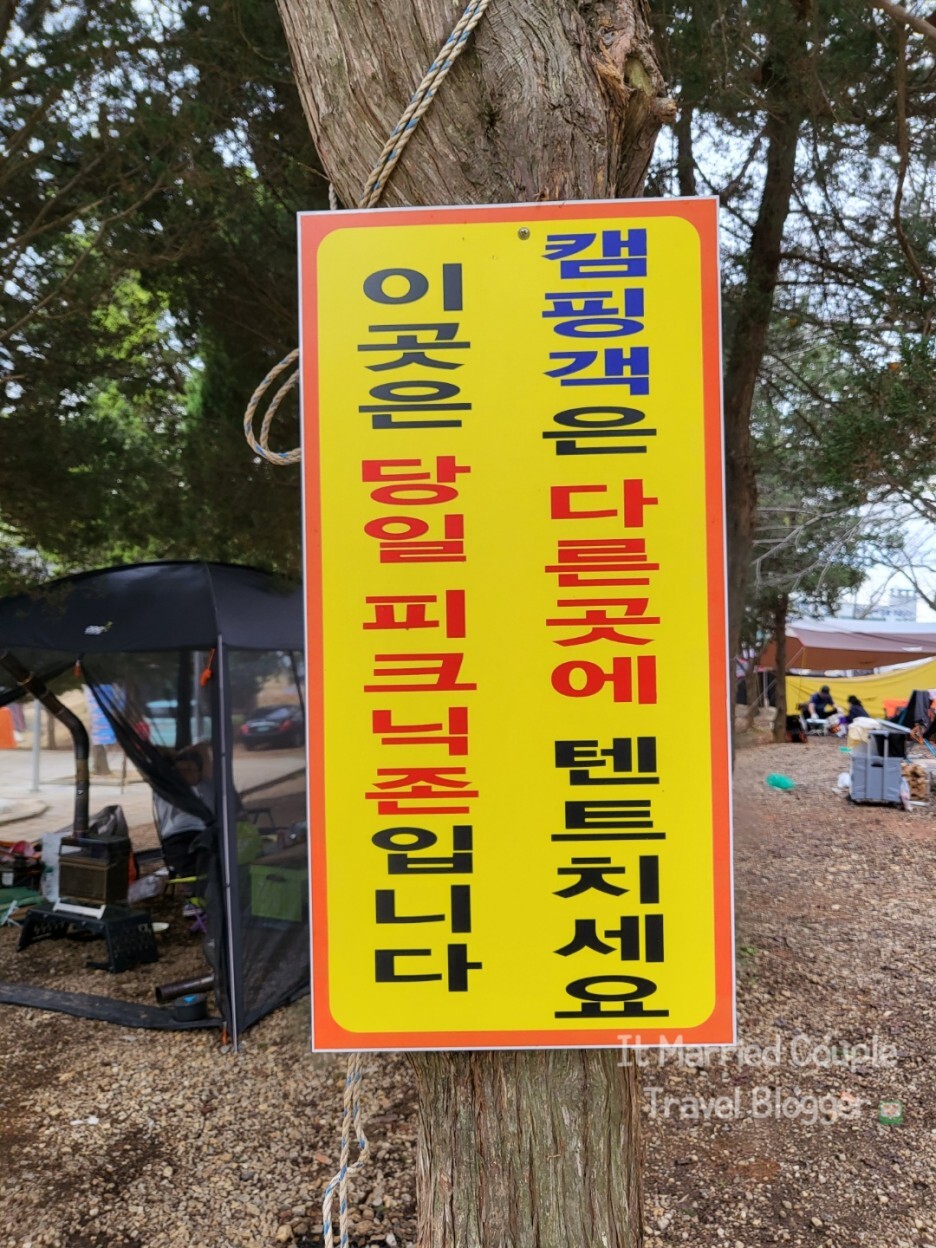 이곳은 당일 피크닉존입니다
캠핑객은 다른곳에 텐트치세요
It Married Couple
Travel Blogger